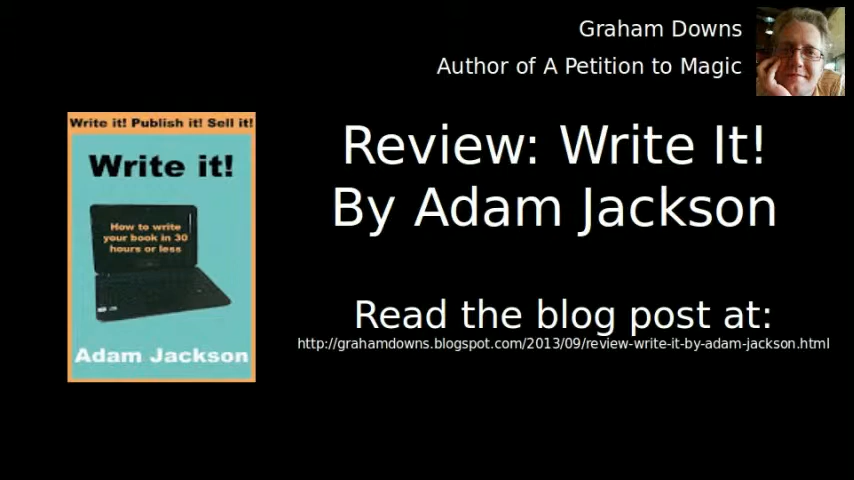 Graham Downs
Author of A Petition to Magic
Write it! Publish it! Sell it!
Write it!
How to write
your book in 30
hours or less
Adam Jackson
Review: Write It!
By Adam Jackson
Read the blog post at:
http://grahamdowns.blogspot.com/2013/09/review-write-it-by-adam-jackson.html